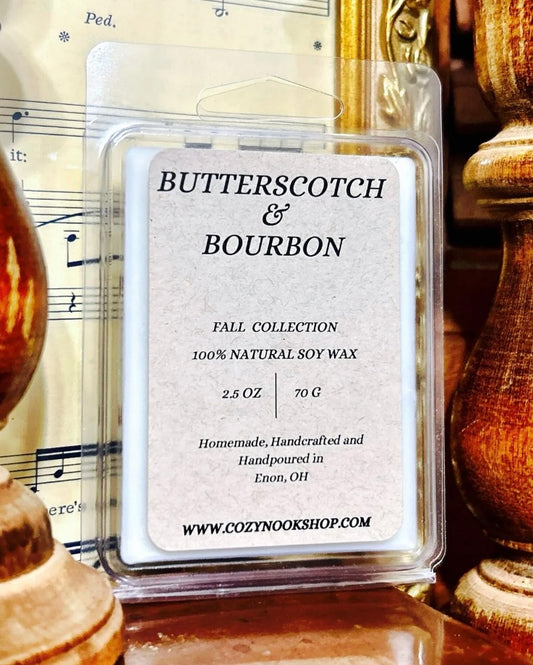 Ped.
*
*
it:
BUTTERSCOTCH
&
BOURBON
FALL COLLECTION
100% NATURAL SOY WAX
2.5 OZ | 70 G
Homemade, Handcrafted and
Handpoured in
Enon, OH
here's
WWW.COZYNOOKSHOP.COM